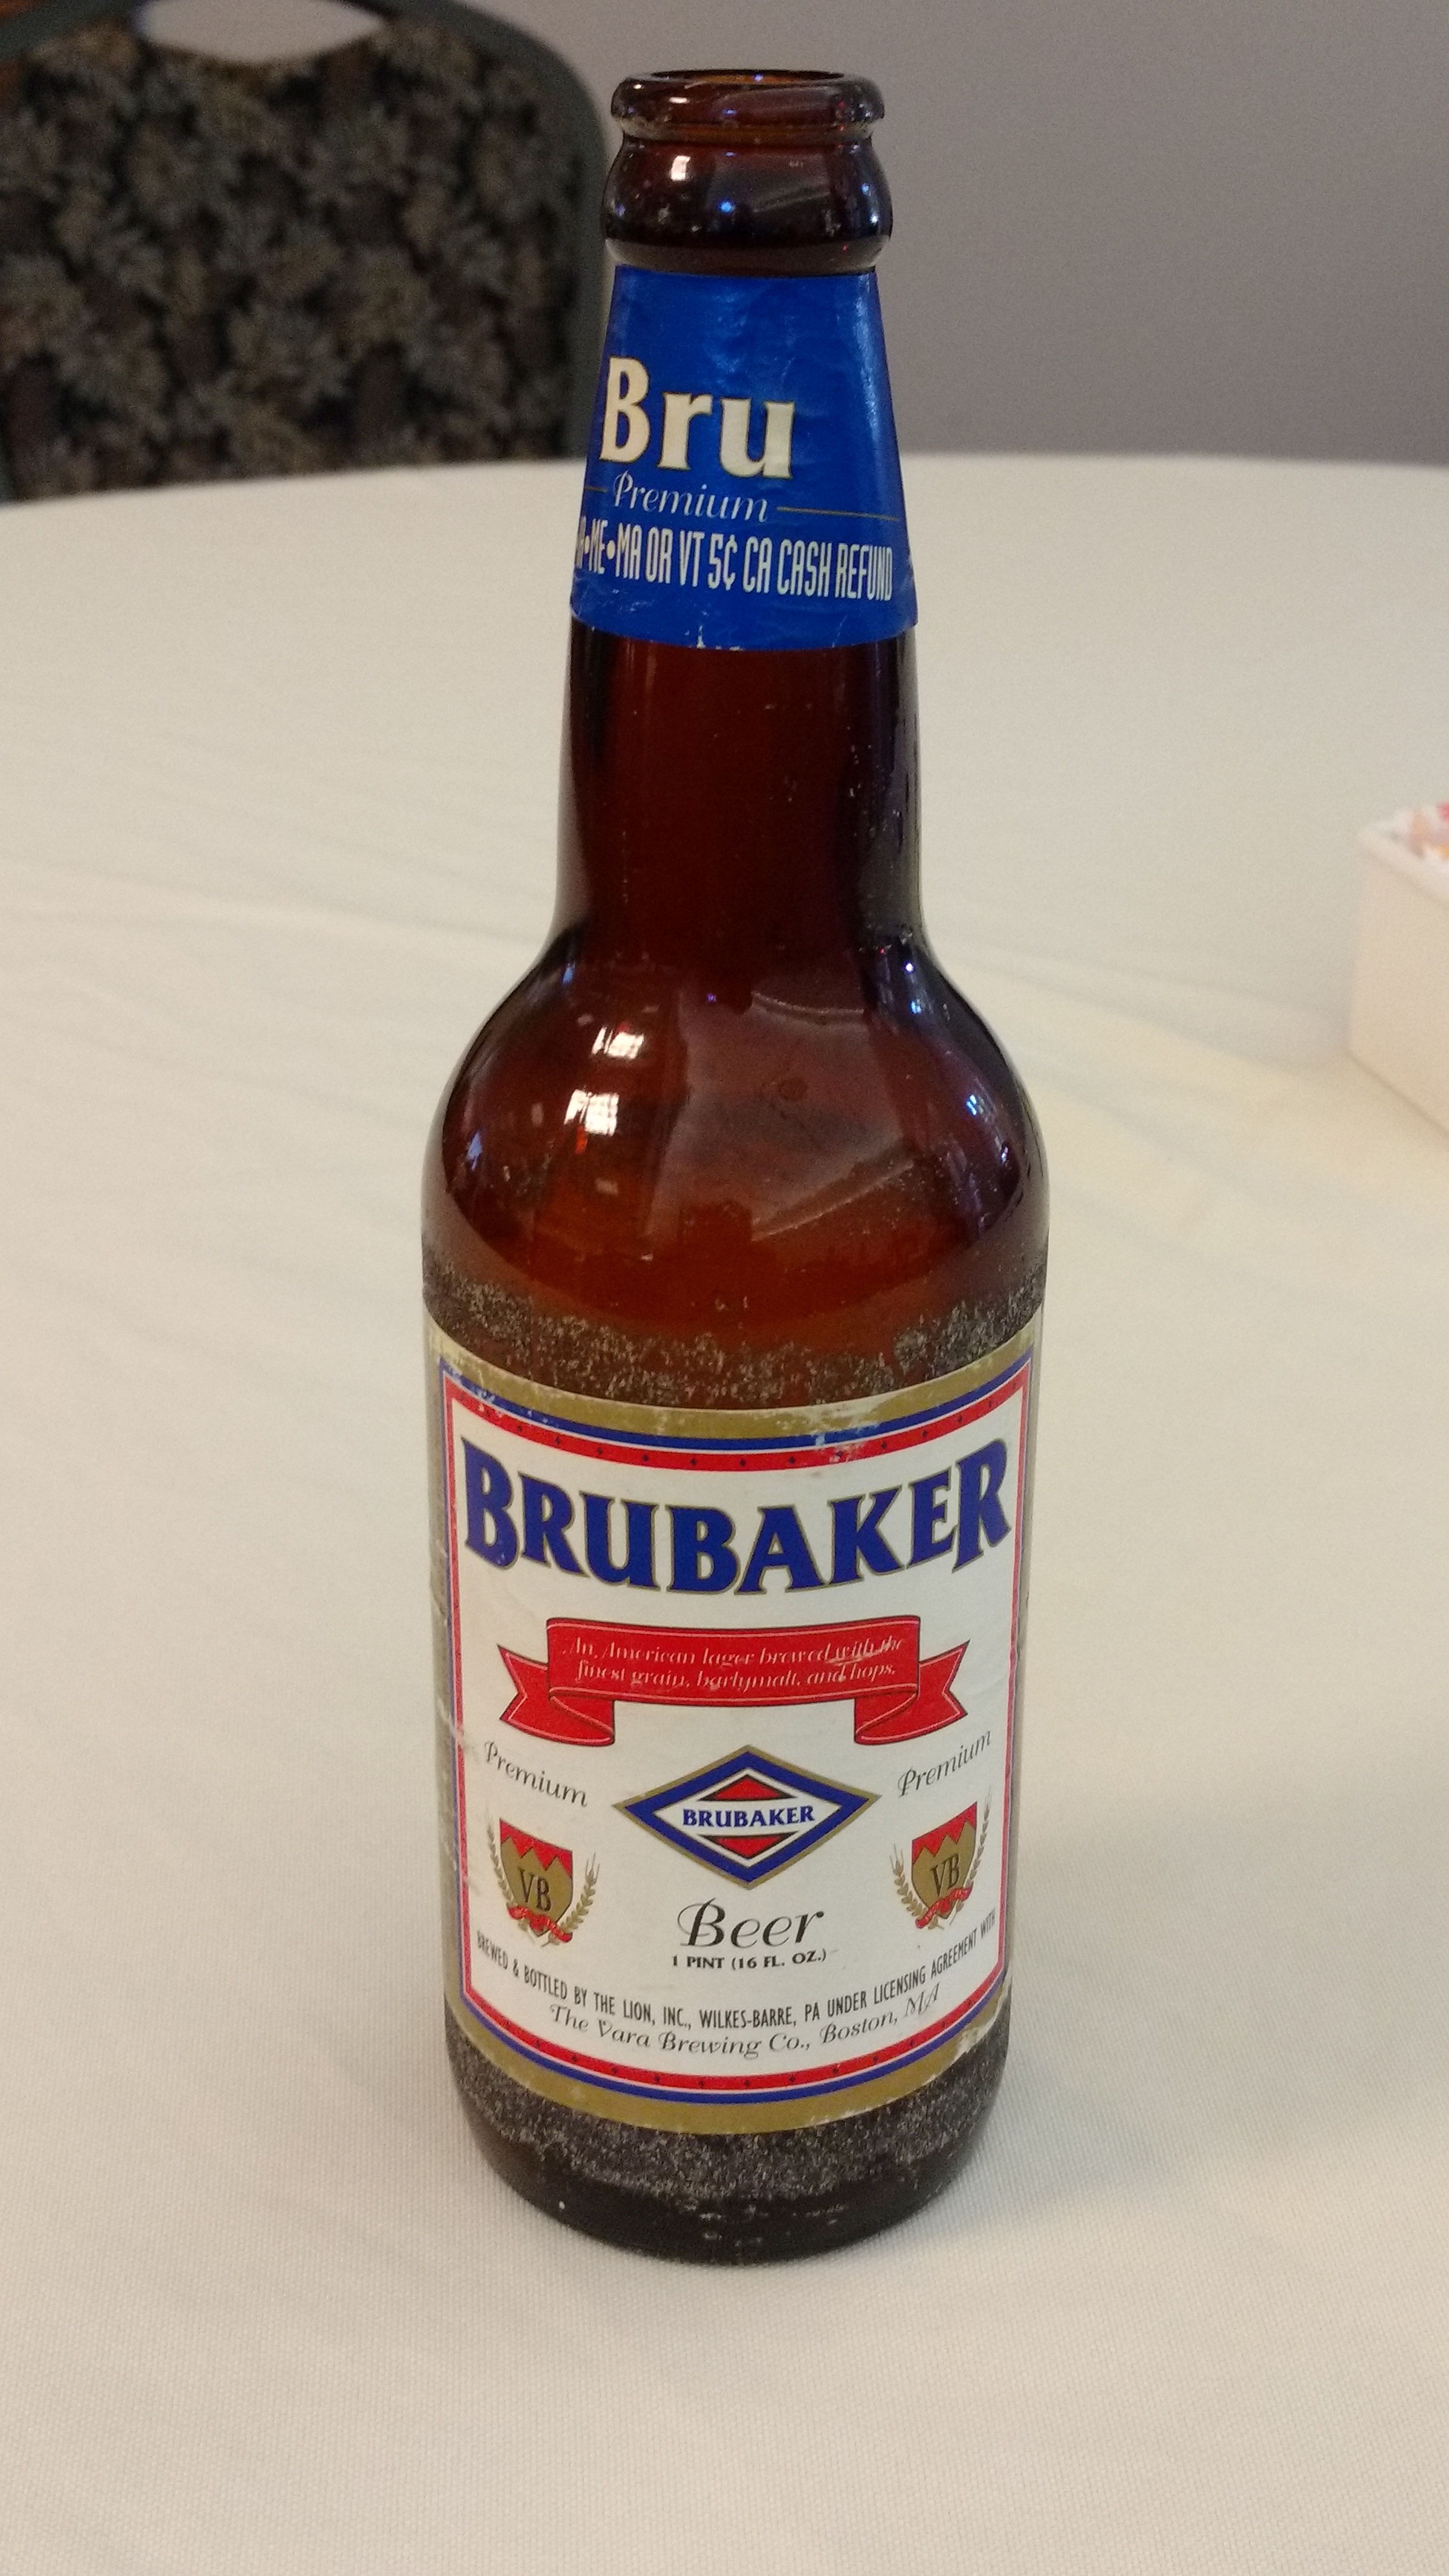 Bru
Premium
ME•MA OR VT 5¢ CA CASH REFUND
BRUBAKER
An American lager brewed with the
finest grain, barlymalt, and hops.
Premium
Premium
BRUBAKER
VB
VB
Beer
1 PINT (16 FL. OZ.)
BREWED & BOTTLED BY THE LION, INC., WILKES-BARRE, PA UNDER LICENSING AGREEMENT WITH
The Vara Brewing Co., Boston, MA